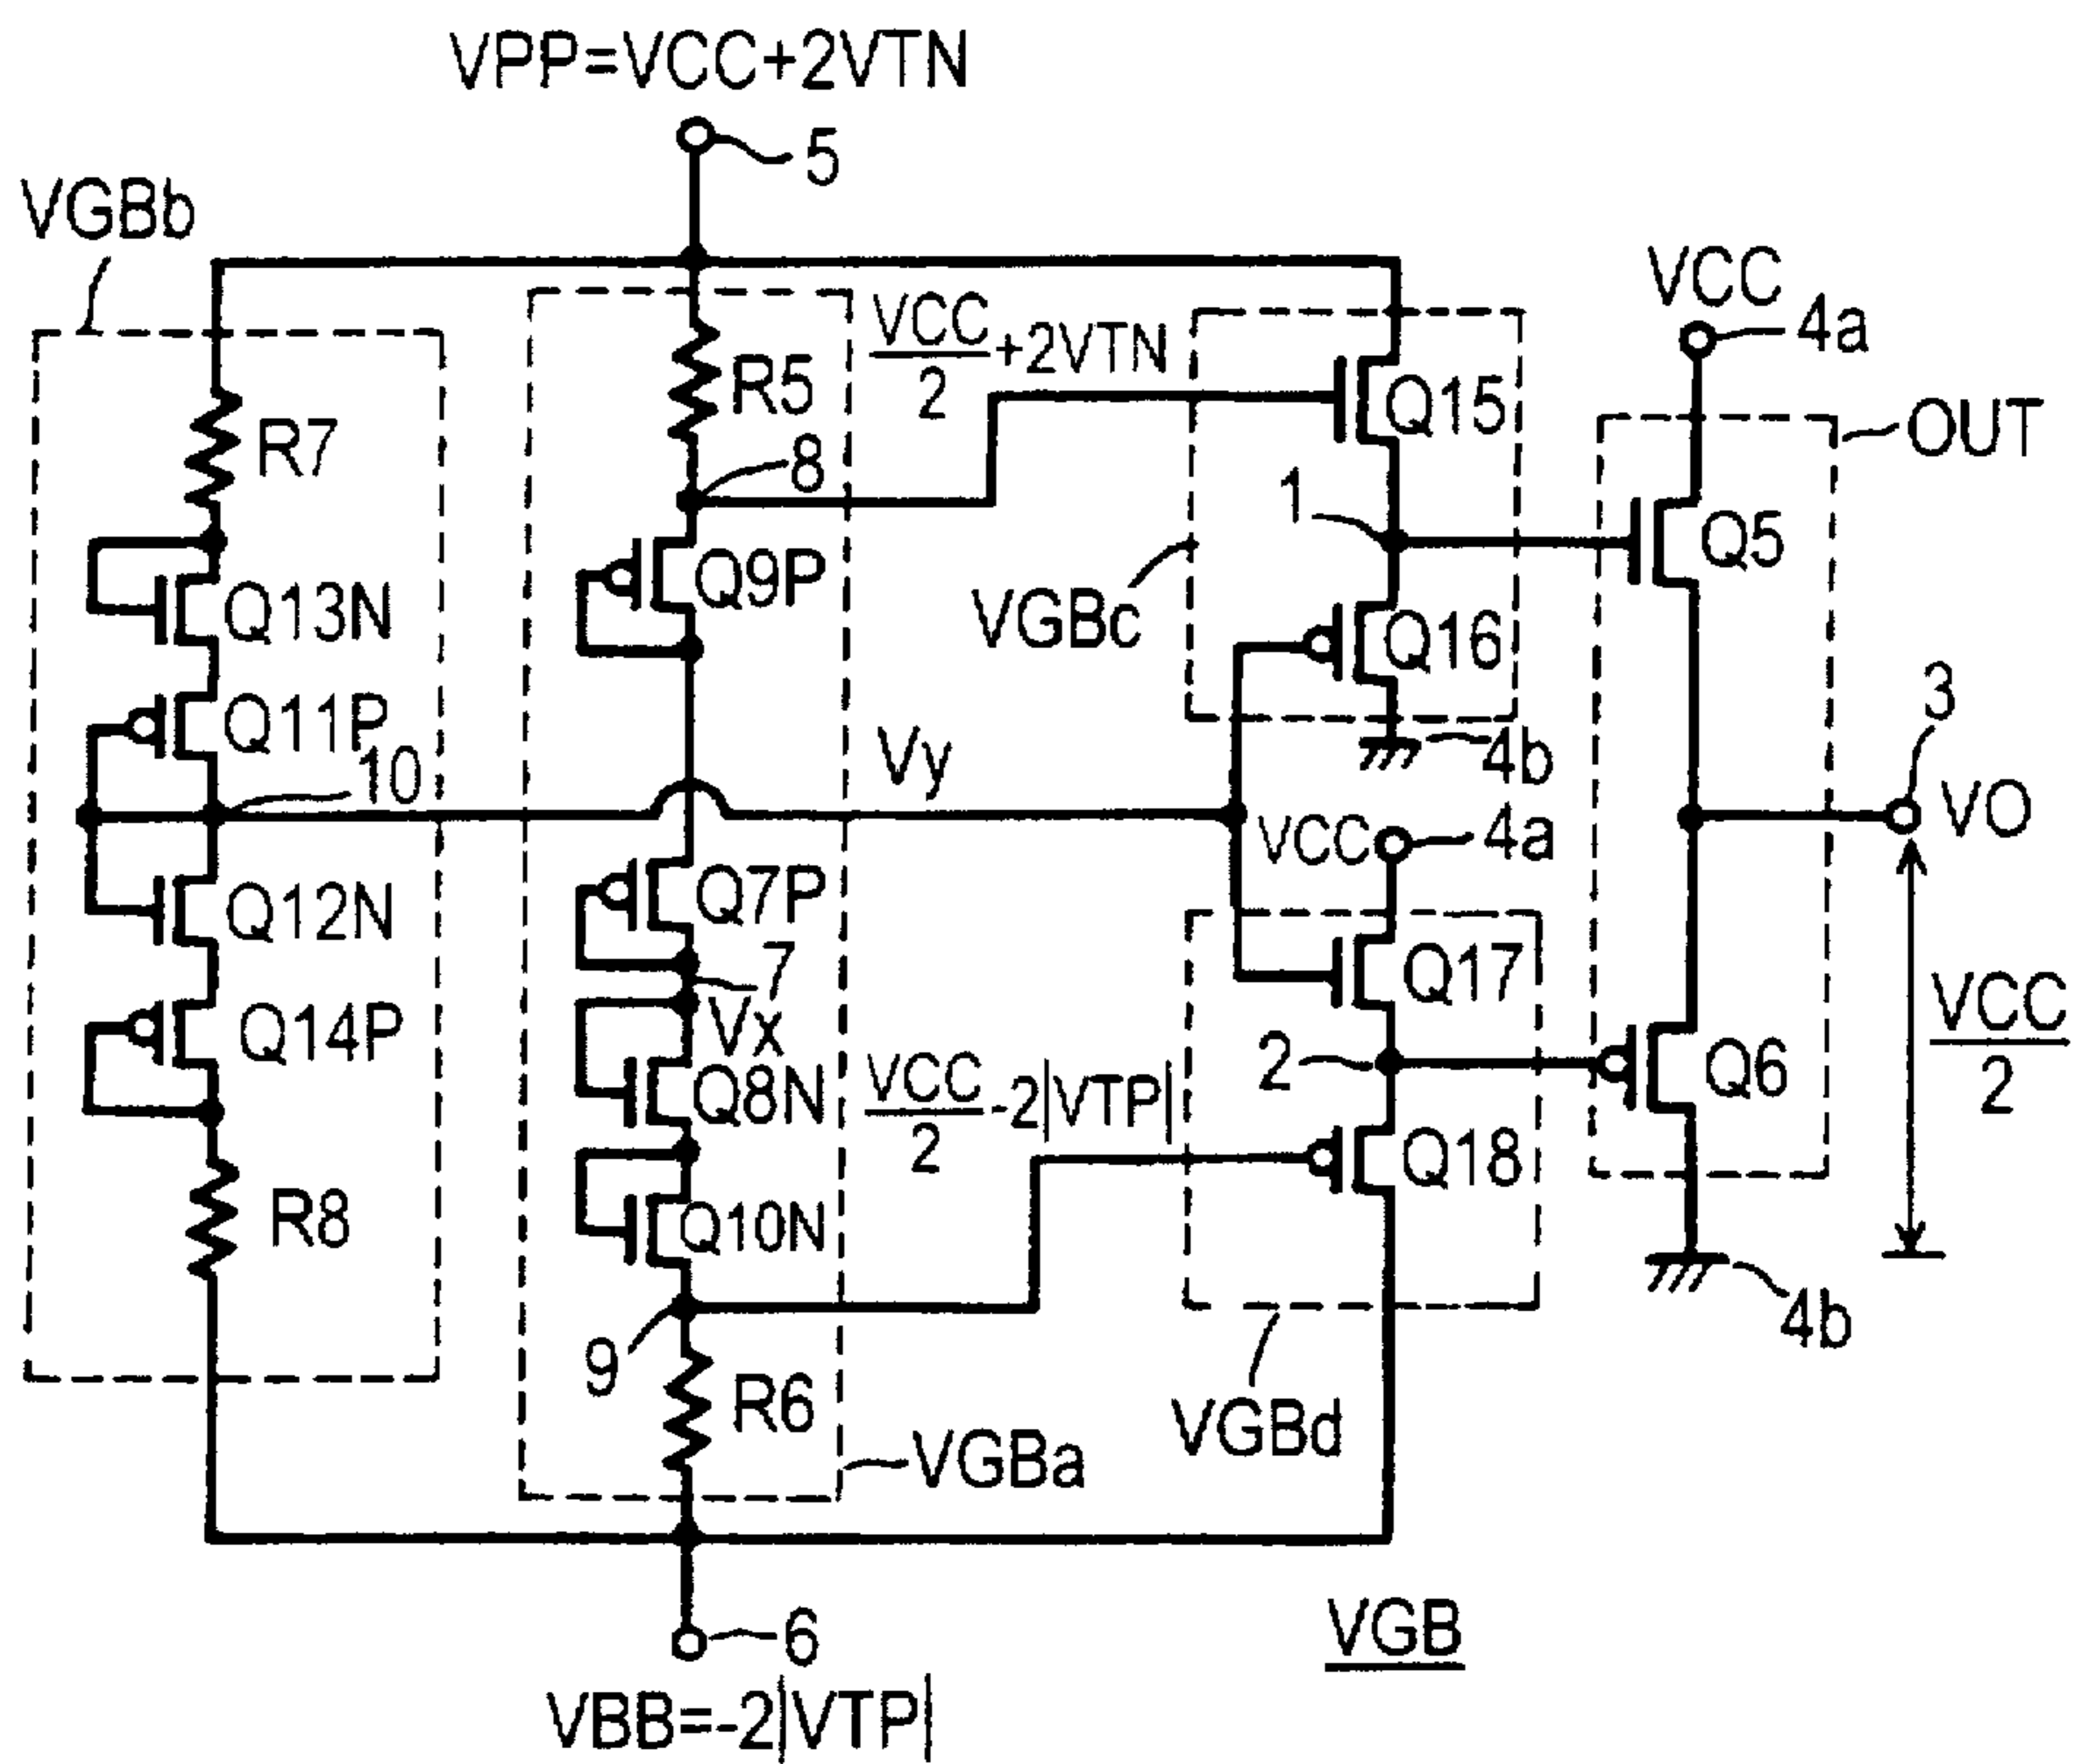 VPP=VCC+2VTN
5
VGBb
VCC
4a
VCC/2+2VTN
R5
Q15
OUT
R7
8
1
Q5
Q13N
Q9P
VGBc
Q16
3
Q11P
10
Vy
4b
VO
VCC
4a
Q12N
Q7P
7
Q17
VCC/2
Vx
Q14P
Q8N
VCC/2-2|VTP|
2
Q6
Q18
R8
Q10N
4b
9
R6
VGBa
VGBd
6
VGB
VBB=-2|VTP|